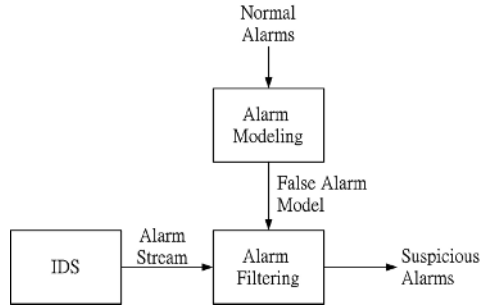 Normal
Alarms
Alarm
Modeling
False Alarm
Model
IDS
Alarm
Stream
Alarm
Filtering
Suspicious
Alarms